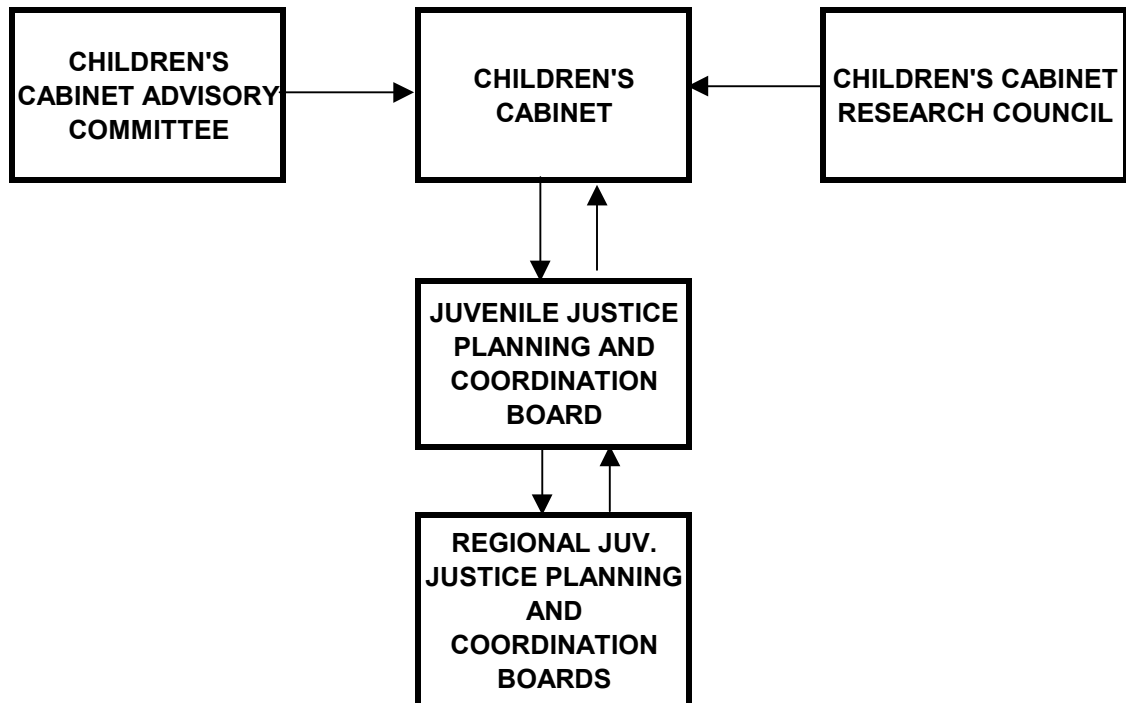 CHILDREN'S
CABINET ADVISORY
COMMITTEE
CHILDREN'S
CABINET
CHILDREN'S CABINET
RESEARCH COUNCIL
JUVENILE JUSTICE
PLANNING AND
COORDINATION
BOARD
REGIONAL JUV.
JUSTICE PLANNING
AND
COORDINATION
BOARDS